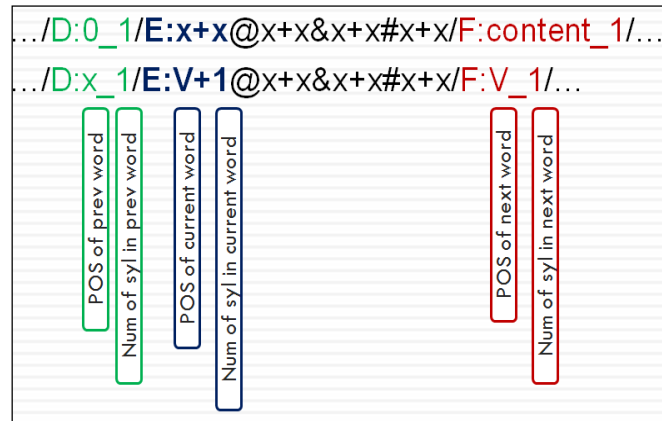 .../D:0_1/E:x+x@x+x&x+x#x+x/F:content_1/...
.../D:x_1/E:V+1@x+x&x+x#x+x/F:V_1/...
POS of prev word
Num of syl in prev word
POS of current word
Num of syl in current word
POS of next word
Num of syl in next word